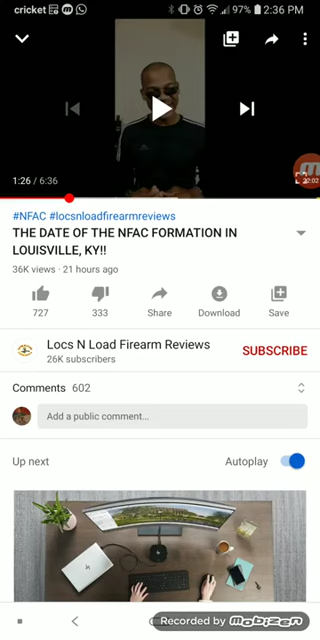 cricket 97% 2:36 PM
1:26 / 6:36
22:02
#NFAC #locsnloadfirearmreviews
THE DATE OF THE NFAC FORMATION IN
LOUISVILLE, KY!!
36K views · 21 hours ago
727 333 Share Download Save
Locs N Load Firearm Reviews
26K subscribers
SUBSCRIBE
Comments 602
Add a public comment...
Up next Autoplay
Recorded by Mobizen